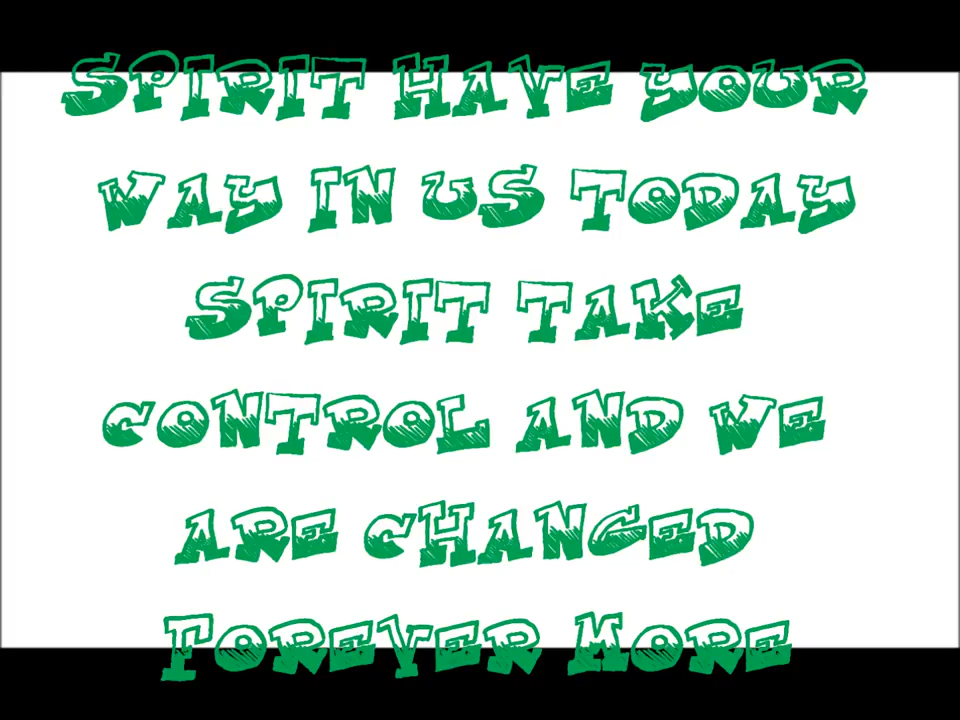 SPIRIT HAVE YOUR
WAY IN US TODAY
SPIRIT TAKE
CONTROL AND WE
ARE CHANGED
FOREVER MORE